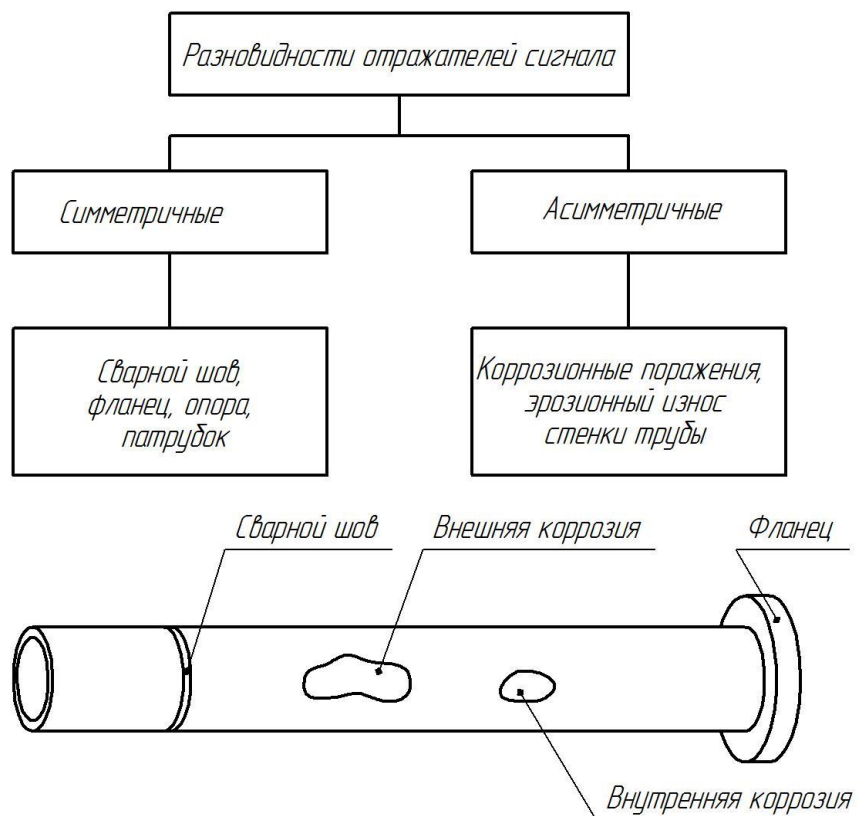 Разновидности отражателей сигнала
Симметричные
Асимметричные
Сварной шов,
фланец, опора,
патрубок
Коррозионные поражения,
эрозионный износ
стенки трубы
Сварной шов
Внешняя коррозия
Фланец
Внутренняя коррозия